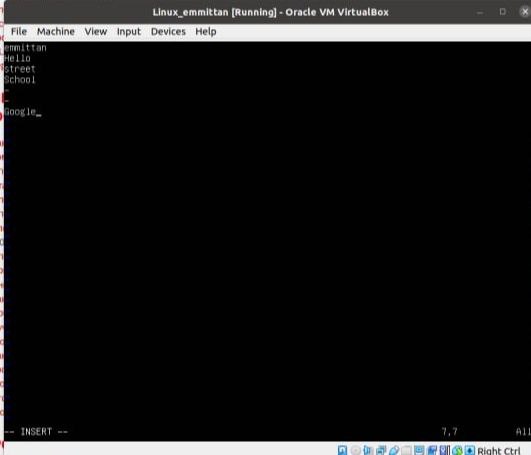 Linux_emmittan [Running] - Oracle VM VirtualBox
File Machine View Input Devices Help
emmittan
Hello
street
School
-
-
Google_
-- INSERT -- 7,7 All
Right Ctrl